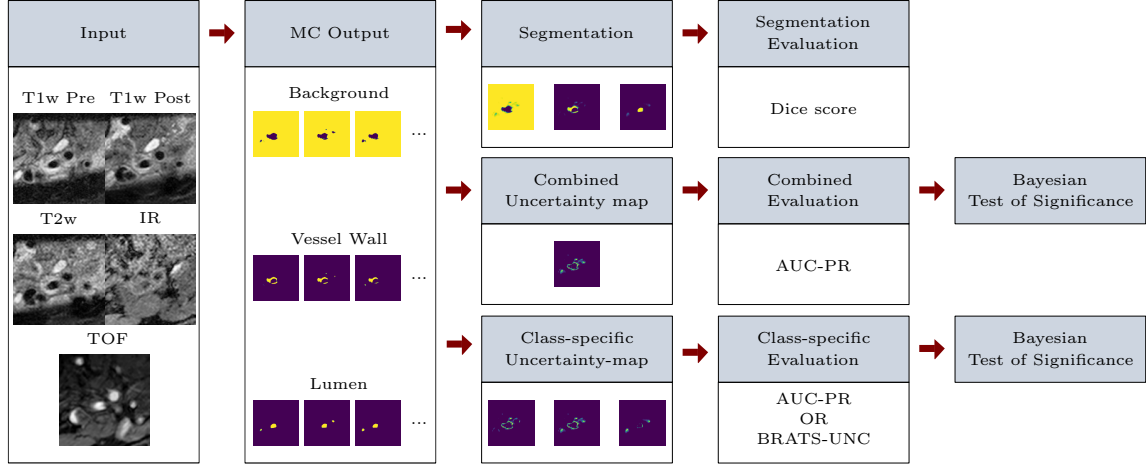 Input
T1w Pre
T1w Post
T2w
IR
TOF
MC Output
Background
...
Vessel Wall
...
Lumen
...
Segmentation
Segmentation
Evaluation
Dice score
Combined
Uncertainty map
Combined
Evaluation
AUC-PR
Bayesian
Test of Significance
Class-specific
Uncertainty-map
Class-specific
Evaluation
AUC-PR
OR
BRATS-UNC
Bayesian
Test of Significance